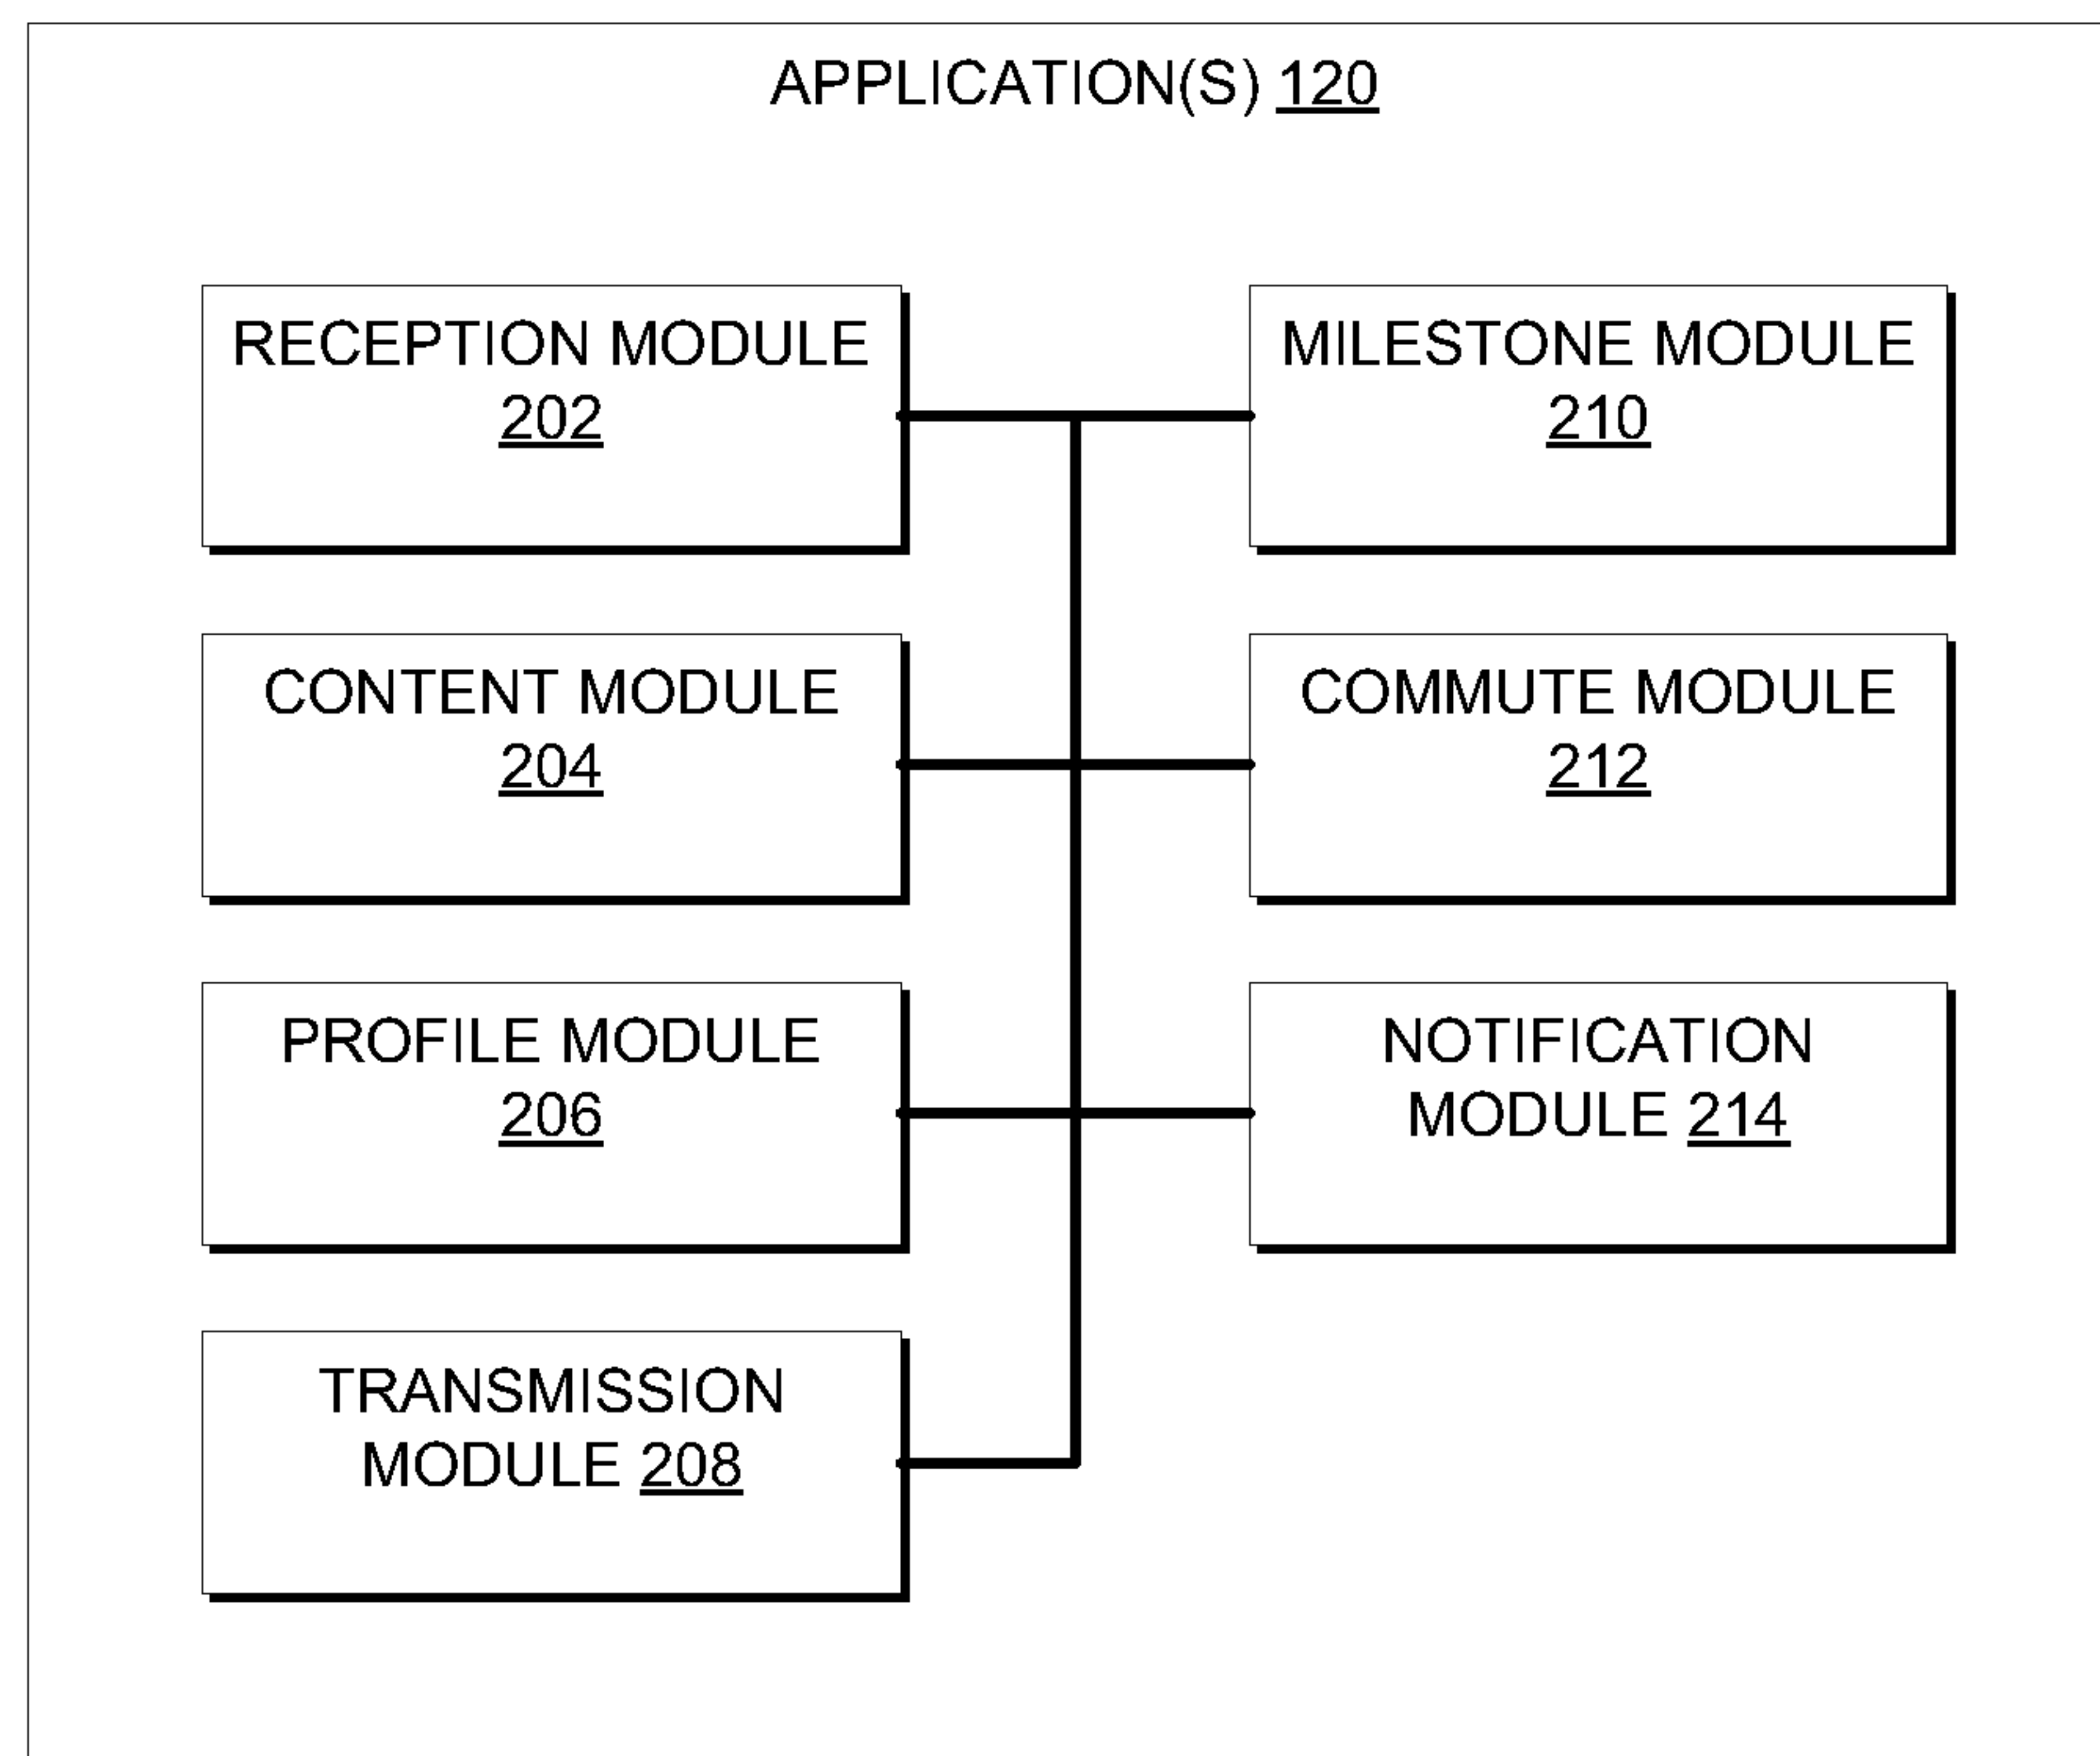 APPLICATION(S) 120
RECEPTION MODULE
202
MILESTONE MODULE
210
CONTENT MODULE
204
COMMUTE MODULE
212
PROFILE MODULE
206
NOTIFICATION
MODULE 214
TRANSMISSION
MODULE 208